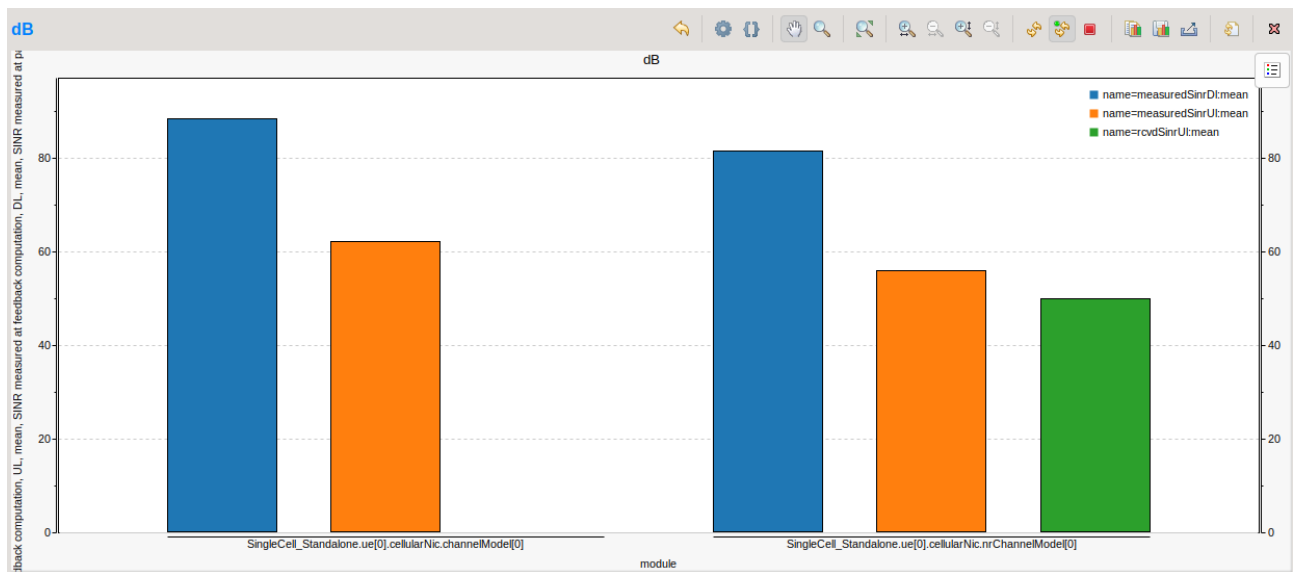 dB
dB
dback computation, UL, mean, SINR measured at feedback computation, DL, mean, SINR measured at pa
name=measuredSinrDl:mean
name=measuredSinrUl:mean
name=rcvdSinrUl:mean
80
60
40
20
0
80
60
40
20
0
SingleCell_Standalone.ue[0].cellularNic.channelModel[0]
SingleCell_Standalone.ue[0].cellularNic.nrChannelModel[0]
module